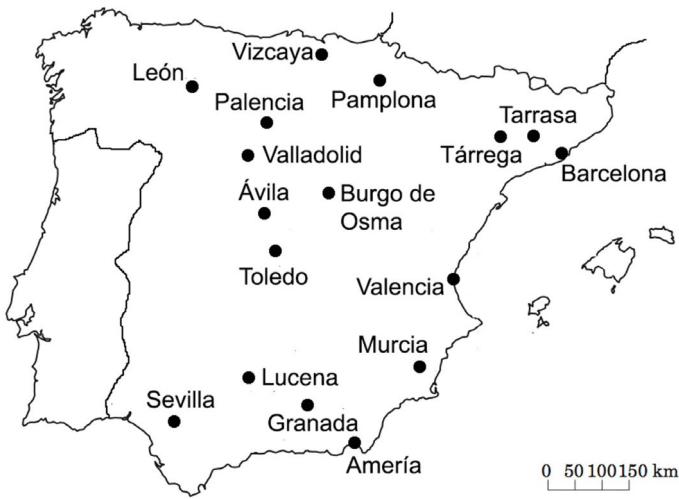 Vizcaya
León
Pamplona
Palencia
Tarrasa
Tárrega
Valladolid
Barcelona
Ávila
Burgo de
Osma
Toledo
Valencia
Murcia
Lucena
Sevilla
Granada
Amería
0 50 100 150 km